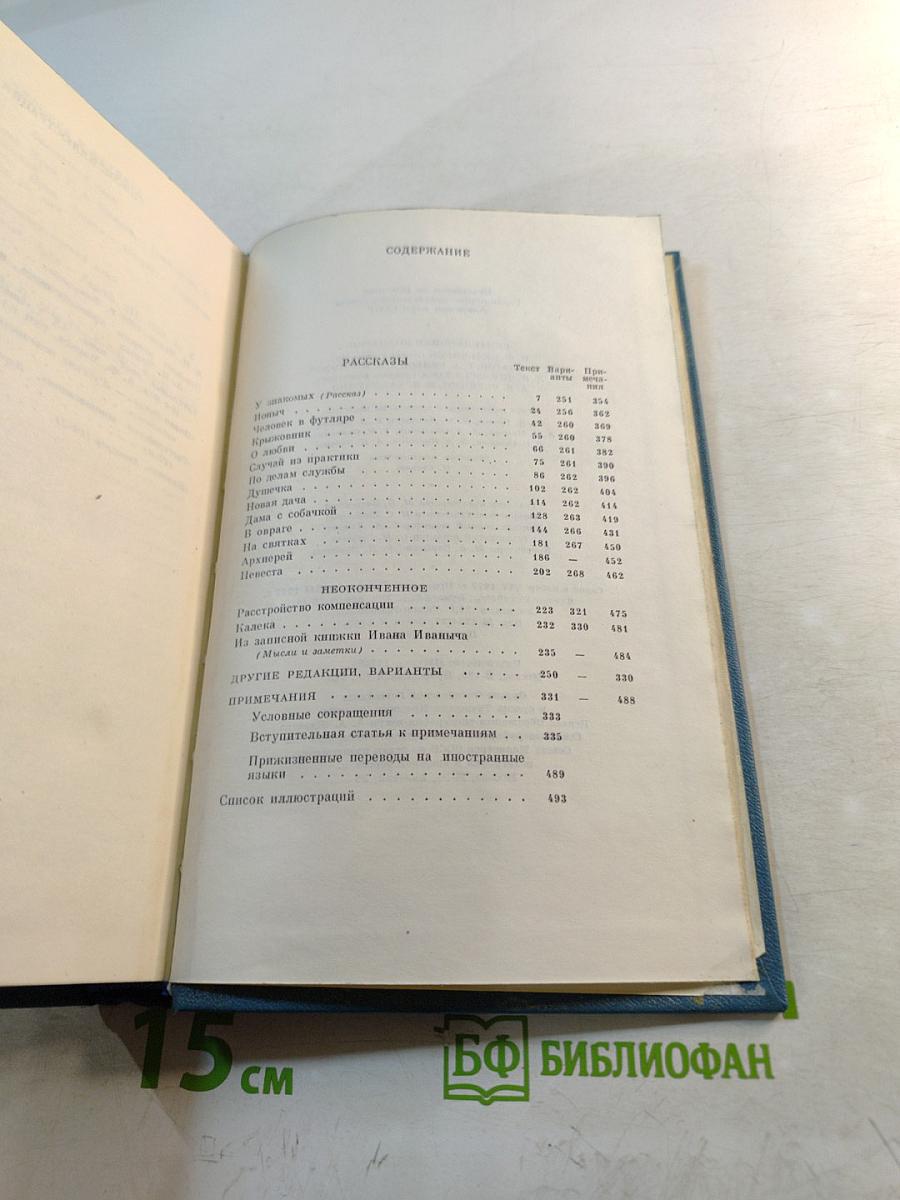 СОДЕРЖАНИЕ
РАССКАЗЫ
Текст Вари- При-
анты меча-
ния
У знакомых (Рассказ) . . . . . . . . . . 7 251 354
Ионыч . . . . . . . . . . 24 256 362
Человек в футляре . . . . . . . . . . 42 260 369
Крыжовник . . . . . . . . . . 55 260 378
О любви . . . . . . . . . . 66 261 382
Случай из практики . . . . . . . . . . 75 261 390
По делам службы . . . . . . . . . . 86 262 396
Душечка . . . . . . . . . . 102 262 404
Новая дача . . . . . . . . . . 114 262 414
Дама с собачкой . . . . . . . . . . 128 263 419
В овраге . . . . . . . . . . 144 266 431
На святках . . . . . . . . . . 181 267 450
Архиерей . . . . . . . . . . 186 — 452
Невеста . . . . . . . . . . 202 268 462
НЕОКОНЧЕННОЕ
Расстройство компенсации . . . . . . . . . 223 321 475
Калека . . . . . . . . . . 232 330 481
Из записной книжки Ивана Иваныча
(Мысли и заметки) . . . . . . . . . . 235 — 484
ДРУГИЕ РЕДАКЦИИ, ВАРИАНТЫ . . . . . 250 — 330
ПРИМЕЧАНИЯ . . . . . . . . . . 331 — 488
Условные сокращения . . . . . . . . 333
Вступительная статья к примечаниям . . 335
Прижизненные переводы на иностранные
языки . . . . . . . . . . 489
Список иллюстраций . . . . . . . . . . 493
15 см
БФ БИБЛИОФАН